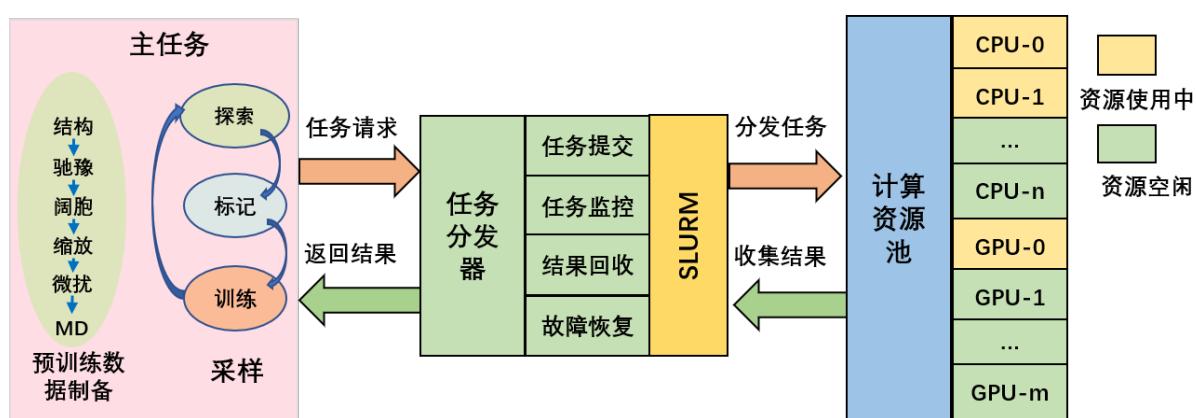 主任务
结构
驰豫
阔胞
缩放
微扰
MD
预训练数
据制备
探索
标记
训练
采样
任务请求
返回结果
任务
分发
器
任务提交
任务监控
结果回收
故障恢复
SLURM
分发任务
收集结果
计算
资源
池
CPU-0
CPU-1
...
CPU-n
GPU-0
GPU-1
...
GPU-m
资源使用中
资源空闲